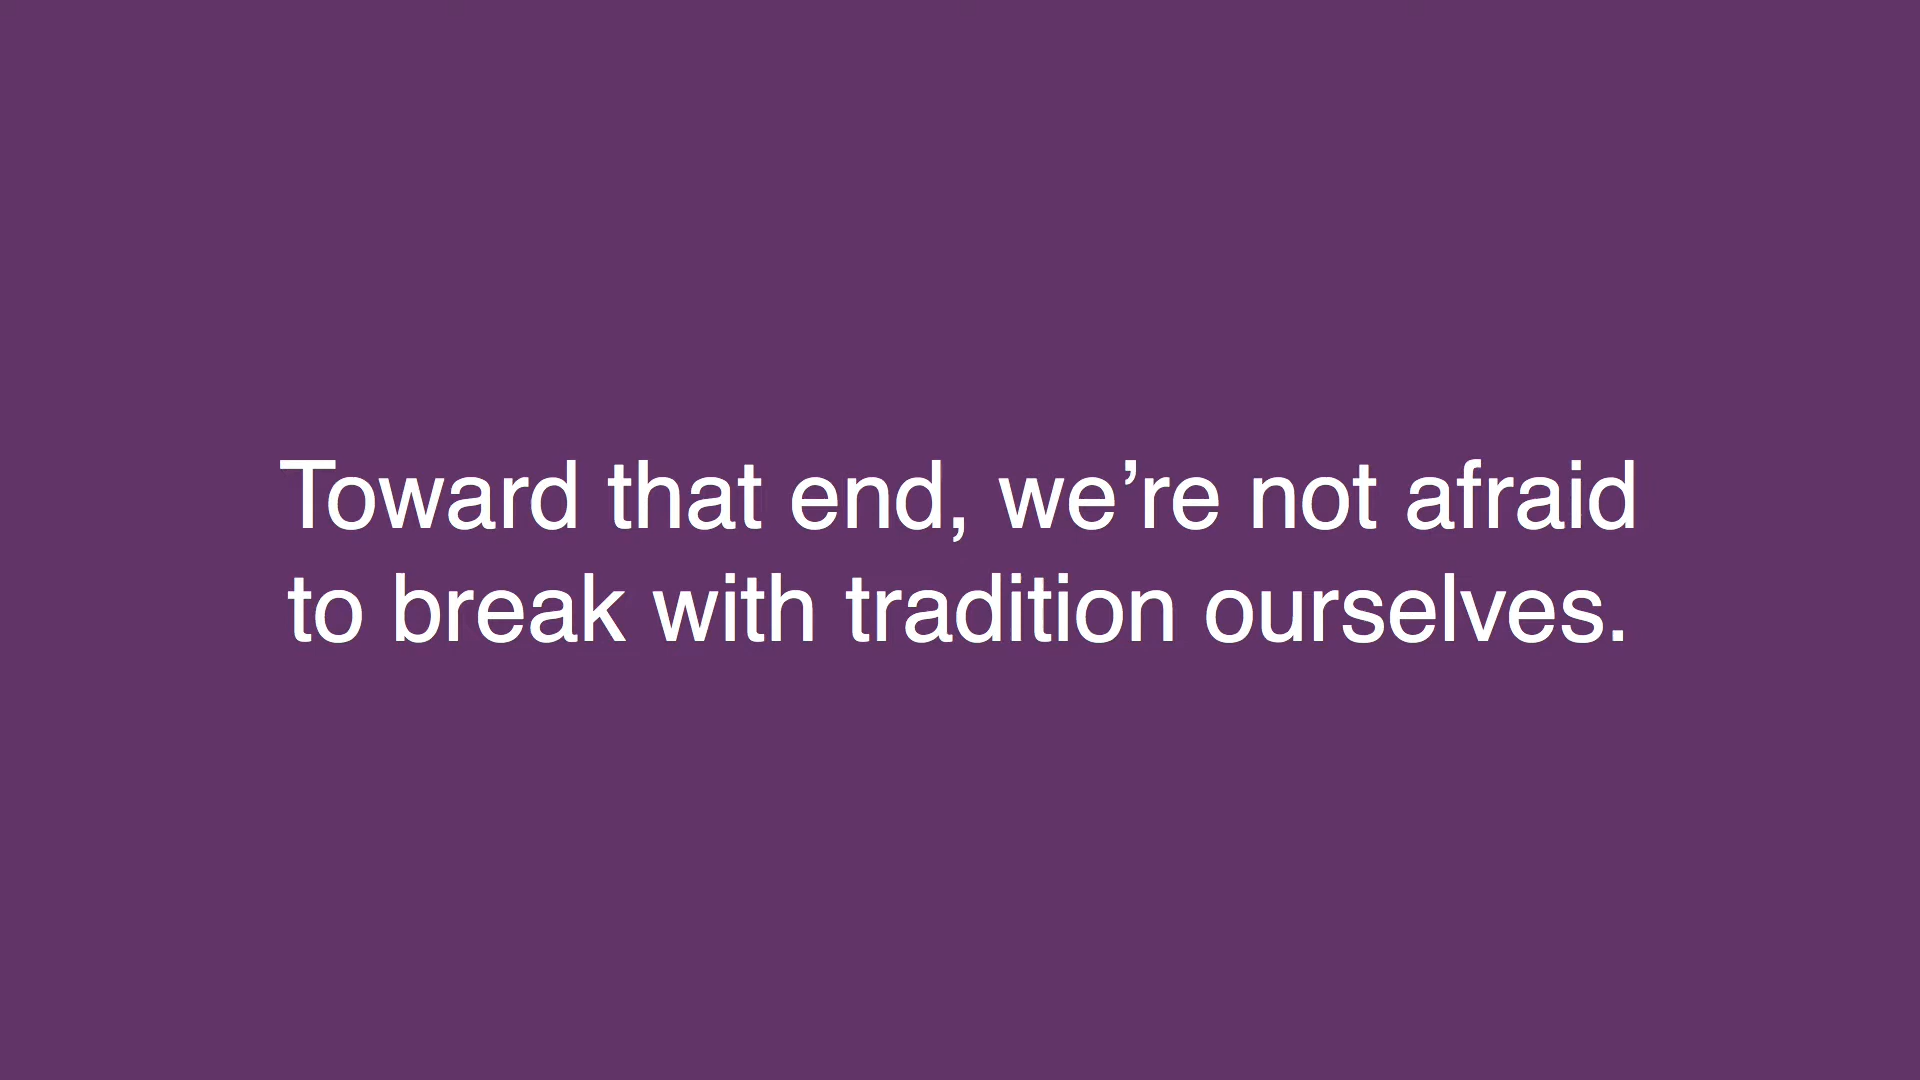 Toward that end, we’re not afraid
to break with tradition ourselves.